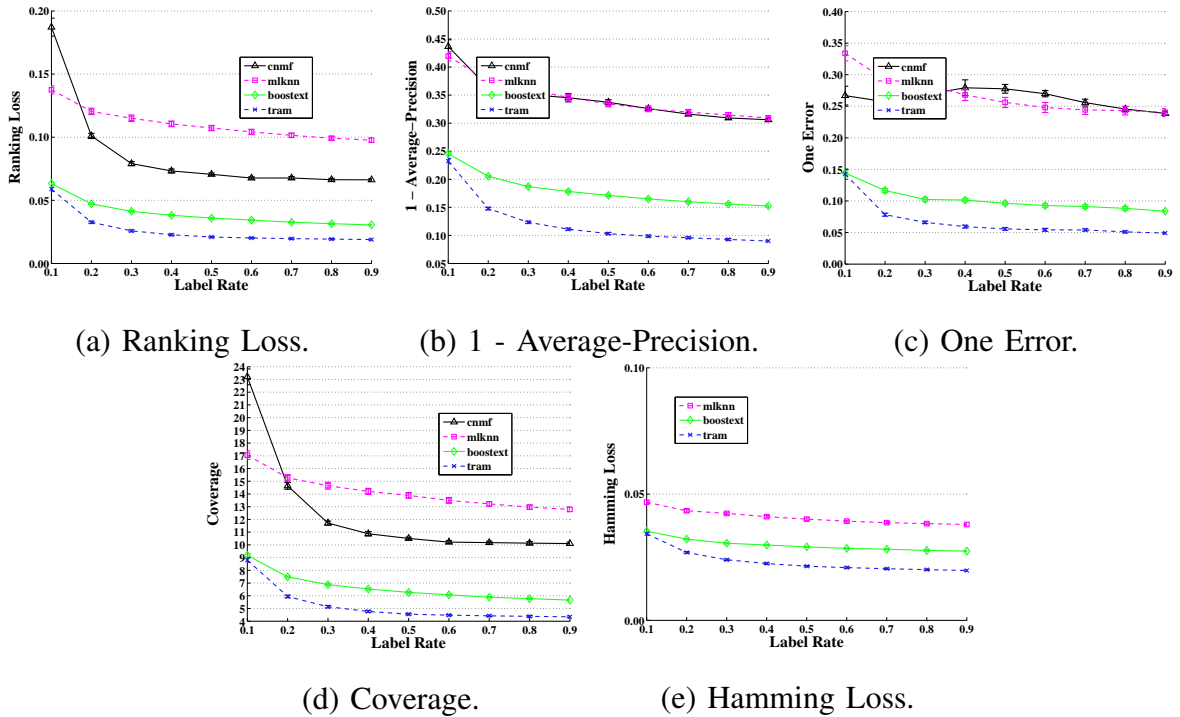 0.20
0.15
0.10
0.05
0.00
Ranking Loss
cnmf
mlknn
boostext
tram
0.1 0.2 0.3 0.4 0.5 0.6 0.7 0.8 0.9
Label Rate
(a) Ranking Loss.
0.50
0.45
0.40
0.35
0.30
0.25
0.20
0.15
0.10
0.05
1 – Average–Precision
cnmf
mlknn
boostext
tram
0.1 0.2 0.3 0.4 0.5 0.6 0.7 0.8 0.9
Label Rate
(b) 1 - Average-Precision.
0.40
0.35
0.30
0.25
0.20
0.15
0.10
0.05
0.00
One Error
cnmf
mlknn
boostext
tram
0.1 0.2 0.3 0.4 0.5 0.6 0.7 0.8 0.9
Label Rate
(c) One Error.
24
23
22
21
20
19
18
17
16
15
14
13
12
11
10
9
8
7
6
5
4
Coverage
cnmf
mlknn
boostext
tram
0.1 0.2 0.3 0.4 0.5 0.6 0.7 0.8 0.9
Label Rate
(d) Coverage.
0.10
0.05
0.00
Hamming Loss
mlknn
boostext
tram
0.1 0.2 0.3 0.4 0.5 0.6 0.7 0.8 0.9
Label Rate
(e) Hamming Loss.